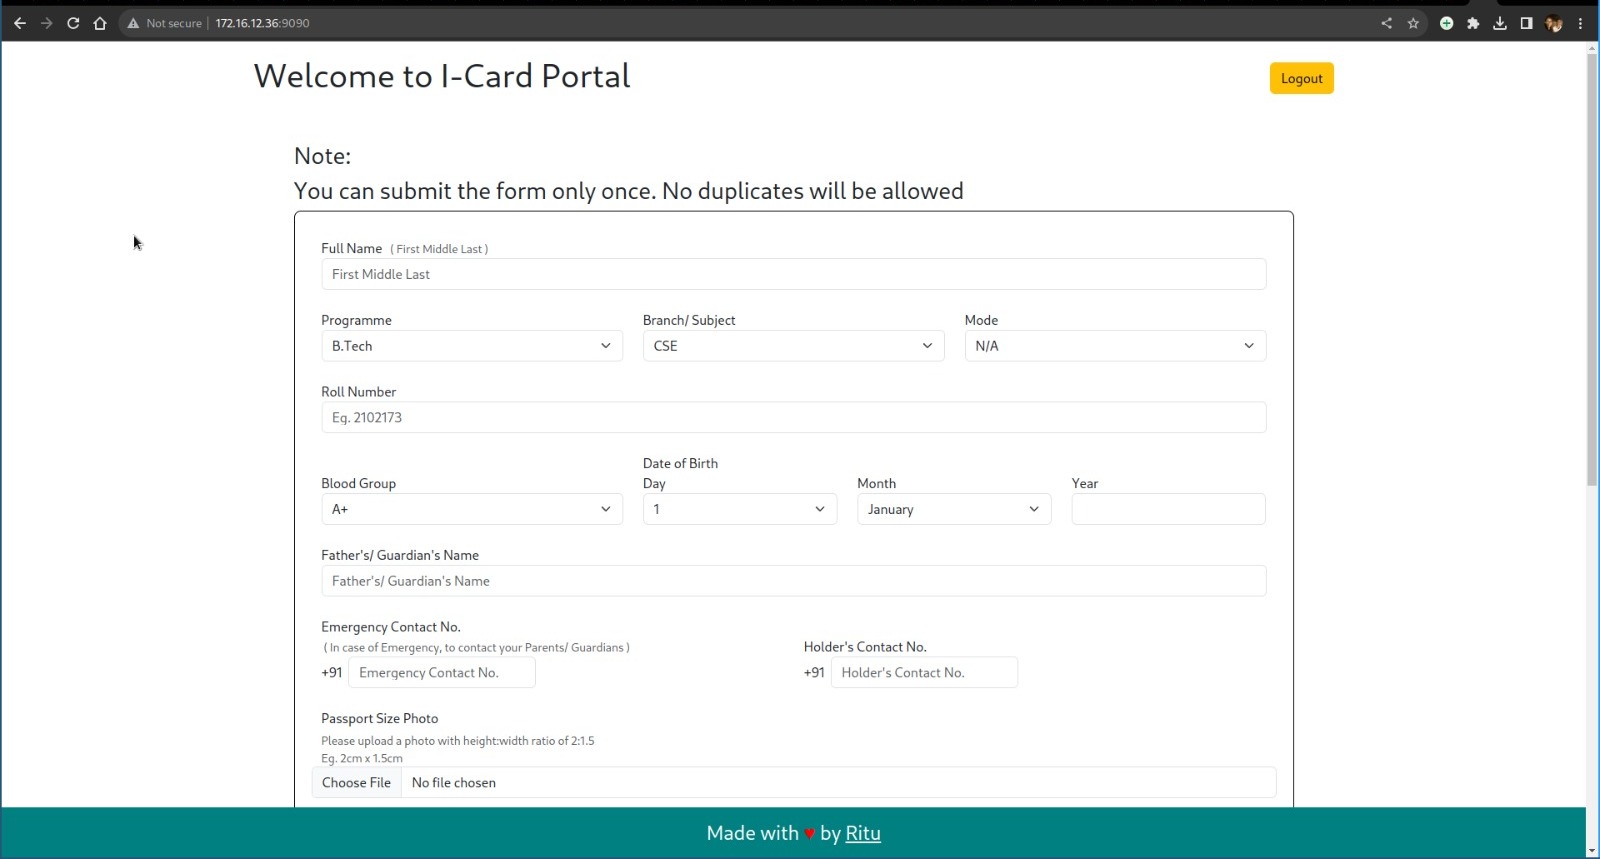 Not secure | 172.16.12.36:9090
Welcome to I-Card Portal
Logout
Note:
You can submit the form only once. No duplicates will be allowed
Full Name ( First Middle Last )
First Middle Last
Programme Branch/ Subject Mode
B.Tech CSE N/A
Roll Number
Eg. 2102173
Date of Birth
Blood Group Day Month Year
A+ 1 January
Father's/ Guardian's Name
Father's/ Guardian's Name
Emergency Contact No.
( In case of Emergency, to contact your Parents/ Guardians ) Holder's Contact No.
+91 Emergency Contact No. +91 Holder's Contact No.
Passport Size Photo
Please upload a photo with height:width ratio of 2:1.5
Eg. 2cm x 1.5cm
Choose File No file chosen
Made with ♥ by Ritu